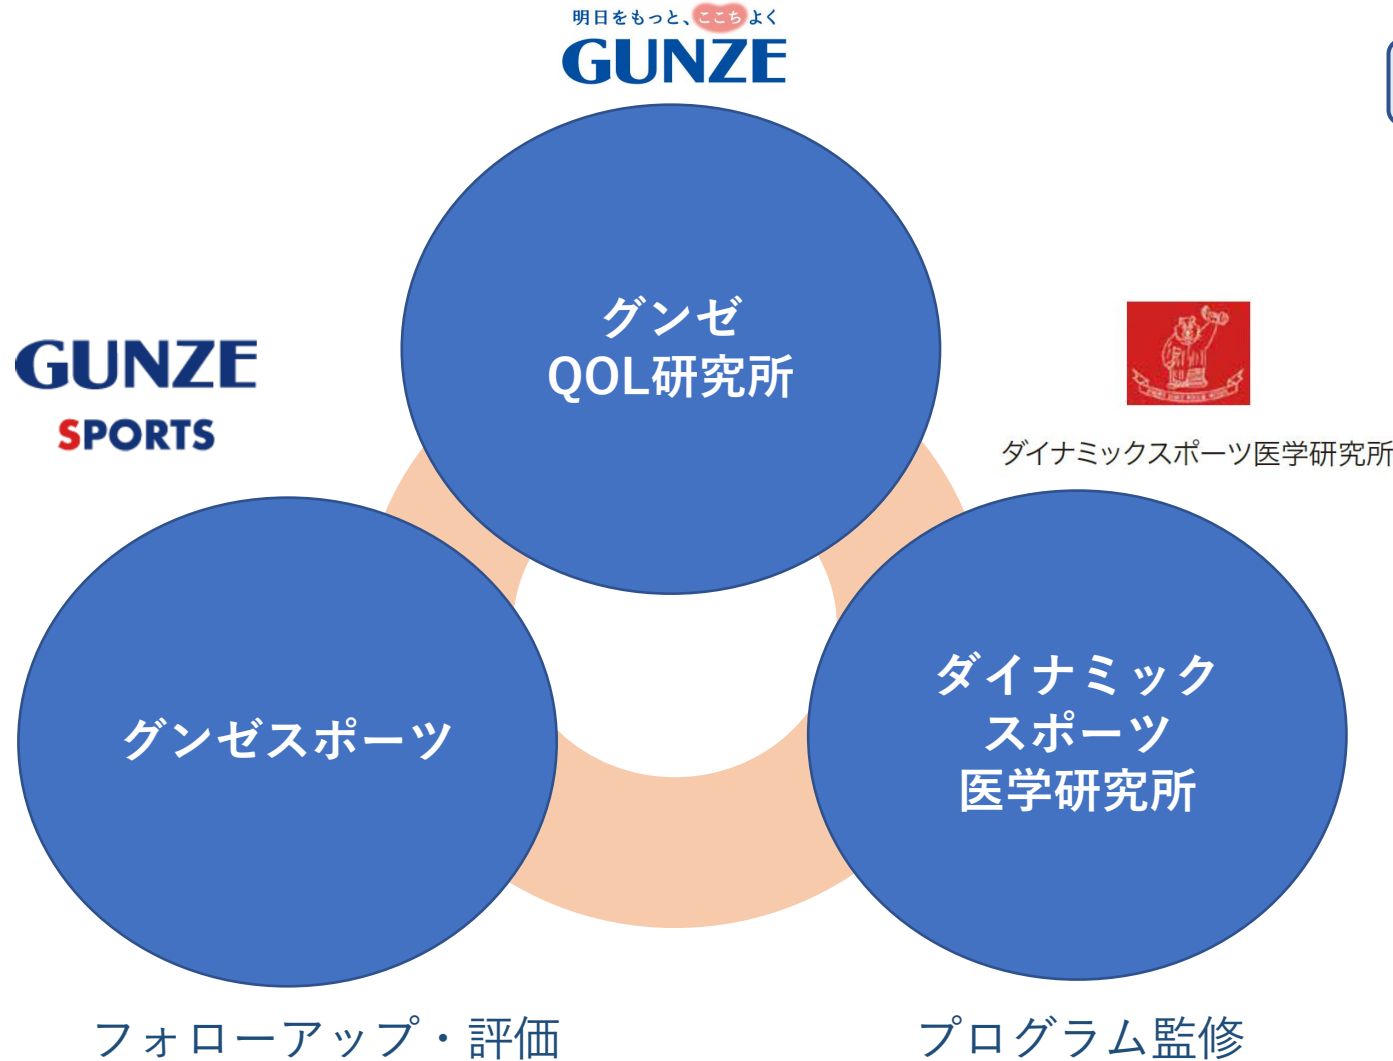 明日をもっと、ここちよく
GUNZE
グンゼ
QOL研究所
GUNZE
SPORTS
ダイナミックスポーツ医学研究所
グンゼスポーツ
ダイナミック
スポーツ
医学研究所
フォローアップ・評価
プログラム監修